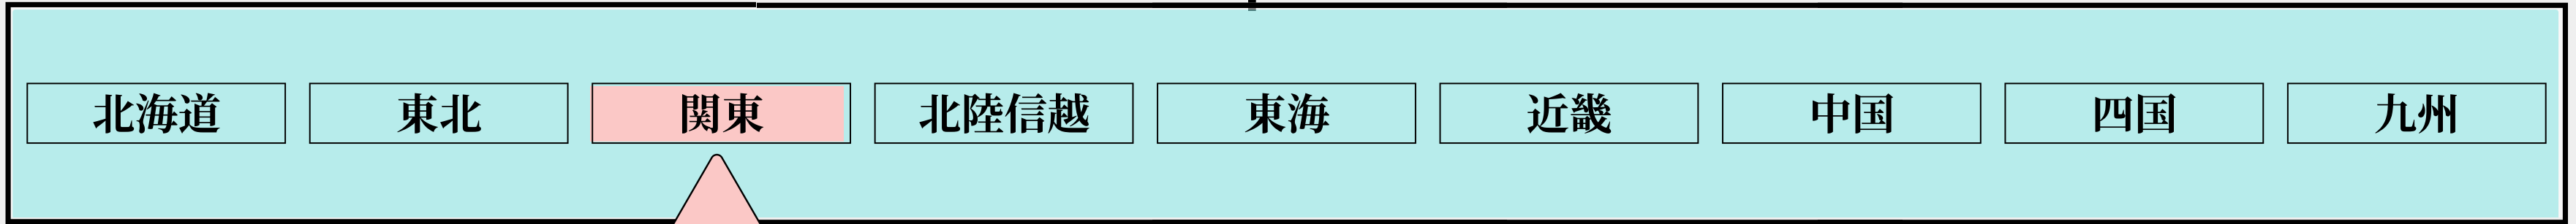 北海道 東北 関東 北陸信越 東海 近畿 中国 四国 九州